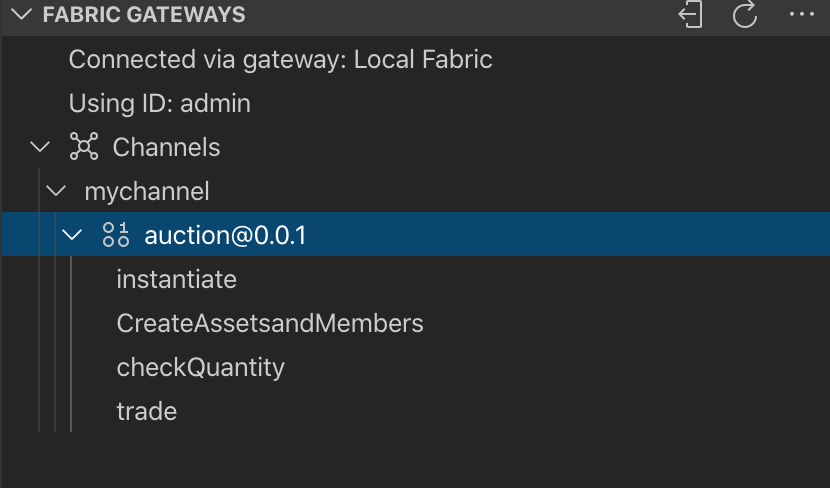 FABRIC GATEWAYS
Connected via gateway: Local Fabric
Using ID: admin
Channels
mychannel
auction@0.0.1
instantiate
CreateAssetsandMembers
checkQuantity
trade